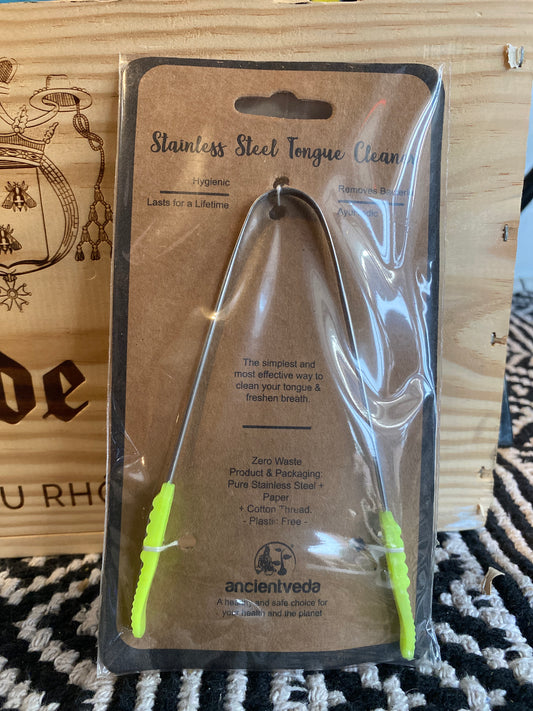 Stainless Steel Tongue Cleaner
Hygienic
Lasts for a Lifetime
Removes Bacteria
Ayurvedic
The simplest and
most effective way to
clean your tongue &
freshen breath.
Zero Waste
Product & Packaging:
Pure Stainless Steel +
Paper
+ Cotton Thread.
- Plastic Free -
ancientveda
A healthy and safe choice for
your health and the planet
de
U RHO